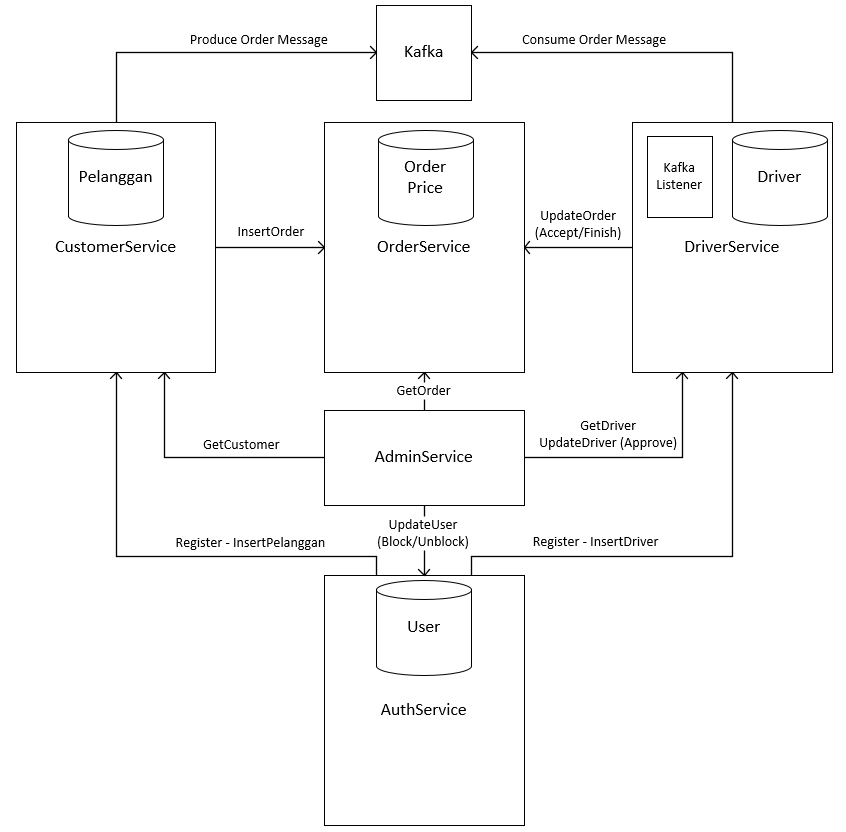 Produce Order Message
Kafka
Consume Order Message
Pelanggan
CustomerService
InsertOrder
Order
Price
OrderService
UpdateOrder
(Accept/Finish)
Kafka
Listener
Driver
DriverService
GetOrder
GetCustomer
AdminService
GetDriver
UpdateDriver (Approve)
UpdateUser
(Block/Unblock)
Register - InsertPelanggan
Register - InsertDriver
User
AuthService